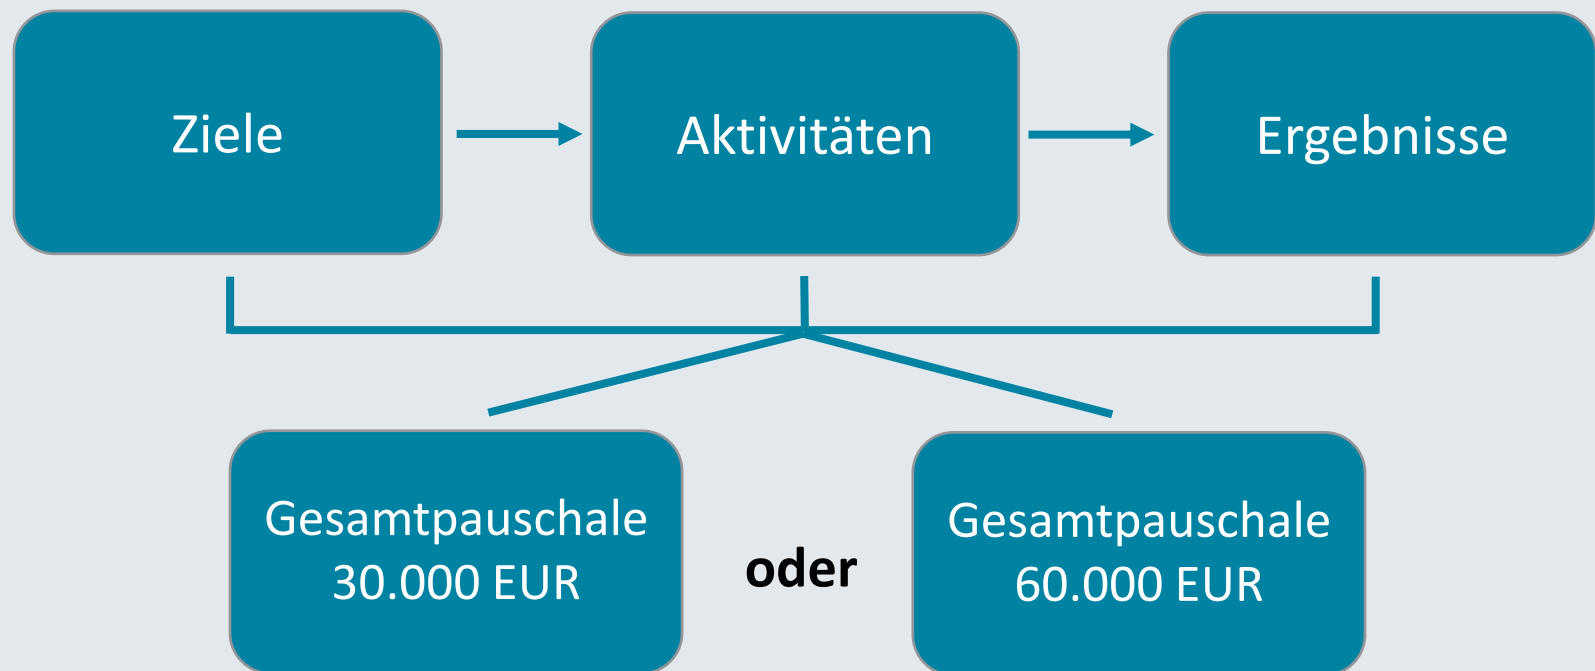 Ziele
Aktivitäten
Ergebnisse
Gesamtpauschale
30.000 EUR
oder
Gesamtpauschale
60.000 EUR